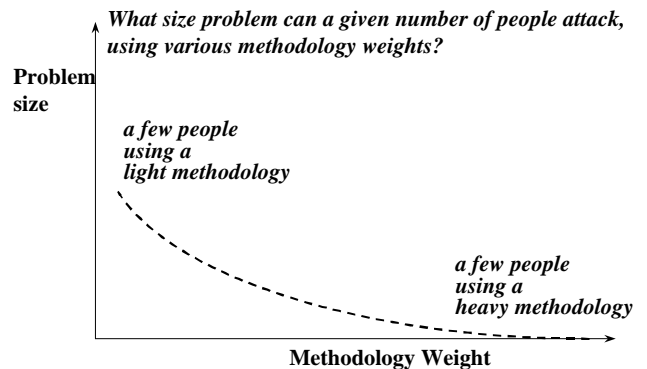 What size problem can a given number of people attack,
using various methodology weights?
Problem
size
a few people
using a
light methodology
a few people
using a
heavy methodology
Methodology Weight